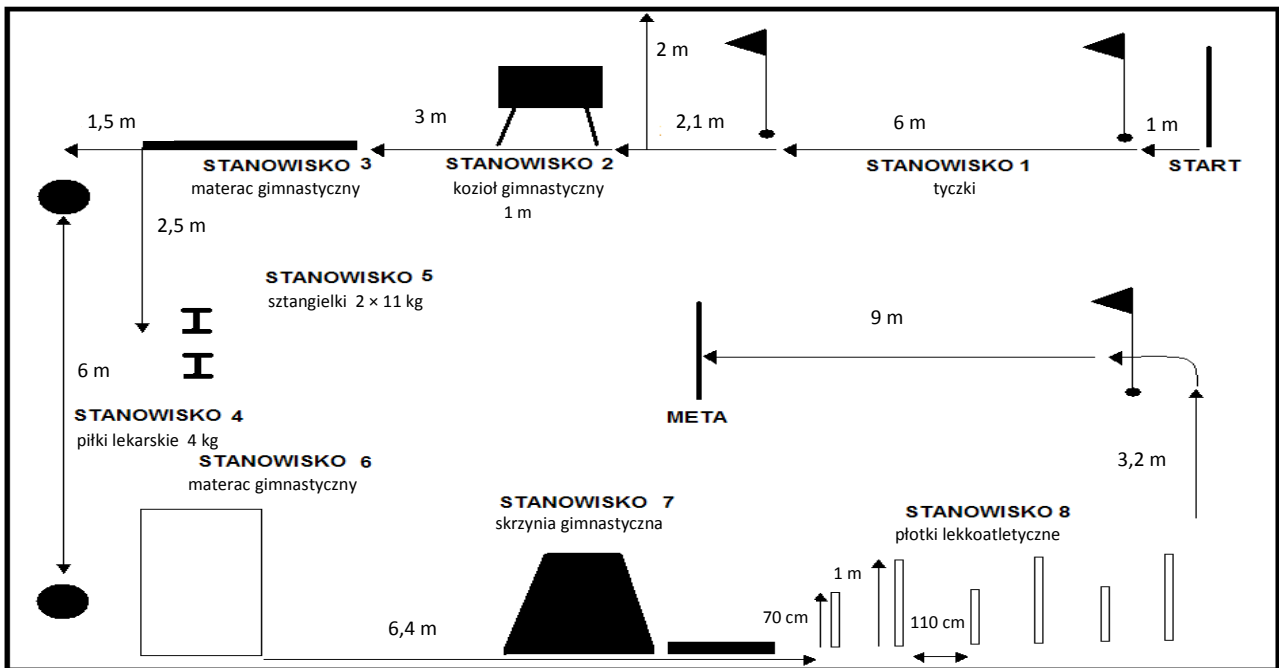 2 m
1,5 m
3 m
2,1 m
6 m
1 m
STANOWISKO 3
materac gimnastyczny
STANOWISKO 2
kozioł gimnastyczny
1 m
STANOWISKO 1
tyczki
START
2,5 m
STANOWISKO 5
sztangielki 2 × 11 kg
9 m
6 m
STANOWISKO 4
piłki lekarskie 4 kg
META
STANOWISKO 6
materac gimnastyczny
3,2 m
STANOWISKO 7
skrzynia gimnastyczna
STANOWISKO 8
płotki lekkoatletyczne
1 m
70 cm
110 cm
6,4 m